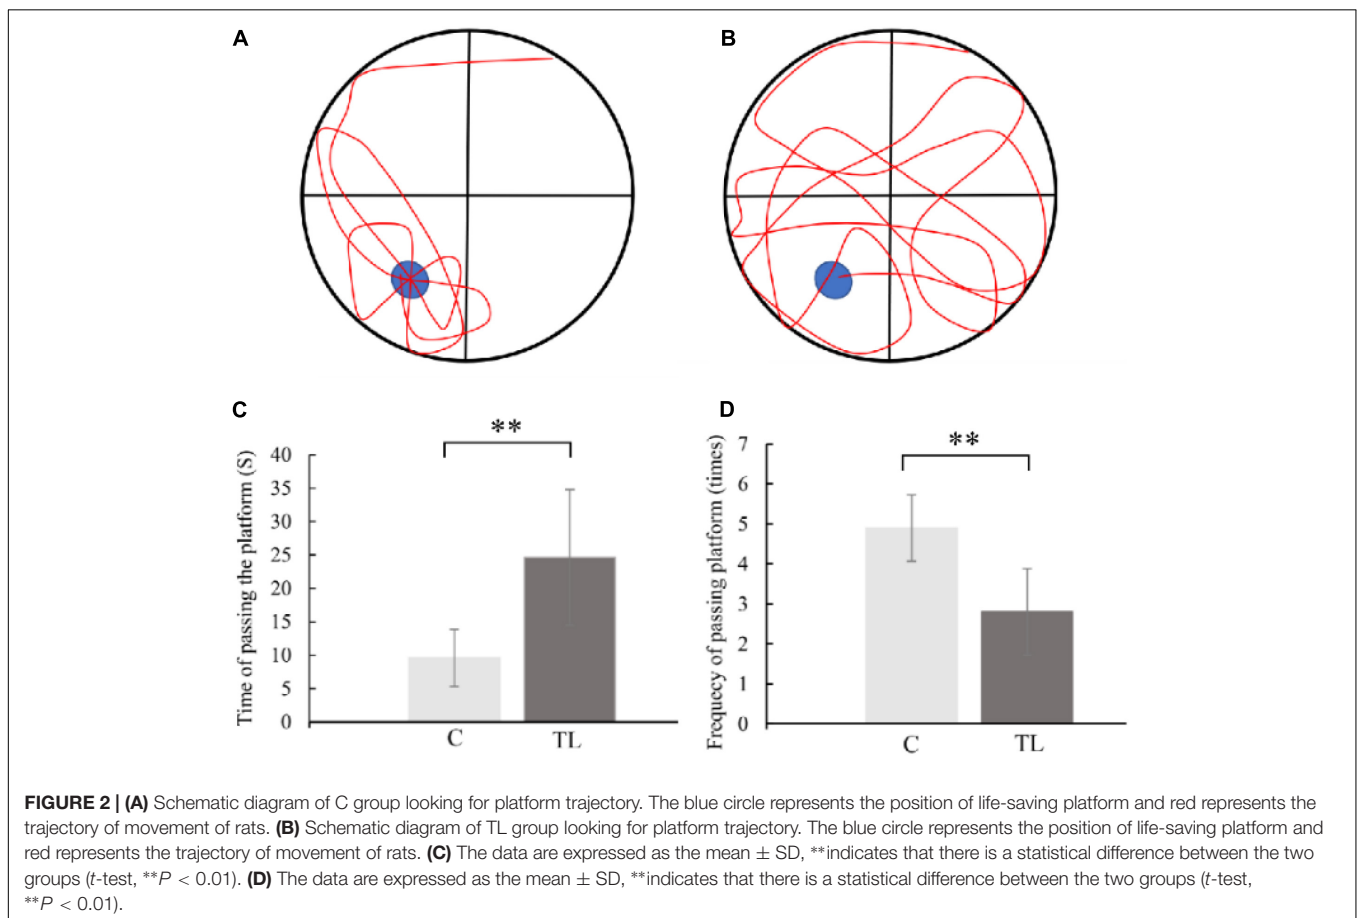 A
B
C
Time of passing the platform (S)
40
35
30
25
20
15
10
5
0
**
C
TL
D
Frequecy of passing platform (times)
7
6
5
4
3
2
1
0
**
C
TL
FIGURE 2 | (A) Schematic diagram of C group looking for platform trajectory. The blue circle represents the position of life-saving platform and red represents the
trajectory of movement of rats. (B) Schematic diagram of TL group looking for platform trajectory. The blue circle represents the position of life-saving platform and
red represents the trajectory of movement of rats. (C) The data are expressed as the mean ± SD, **indicates that there is a statistical difference between the two
groups (t-test, **P < 0.01). (D) The data are expressed as the mean ± SD, **indicates that there is a statistical difference between the two groups (t-test,
**P < 0.01).